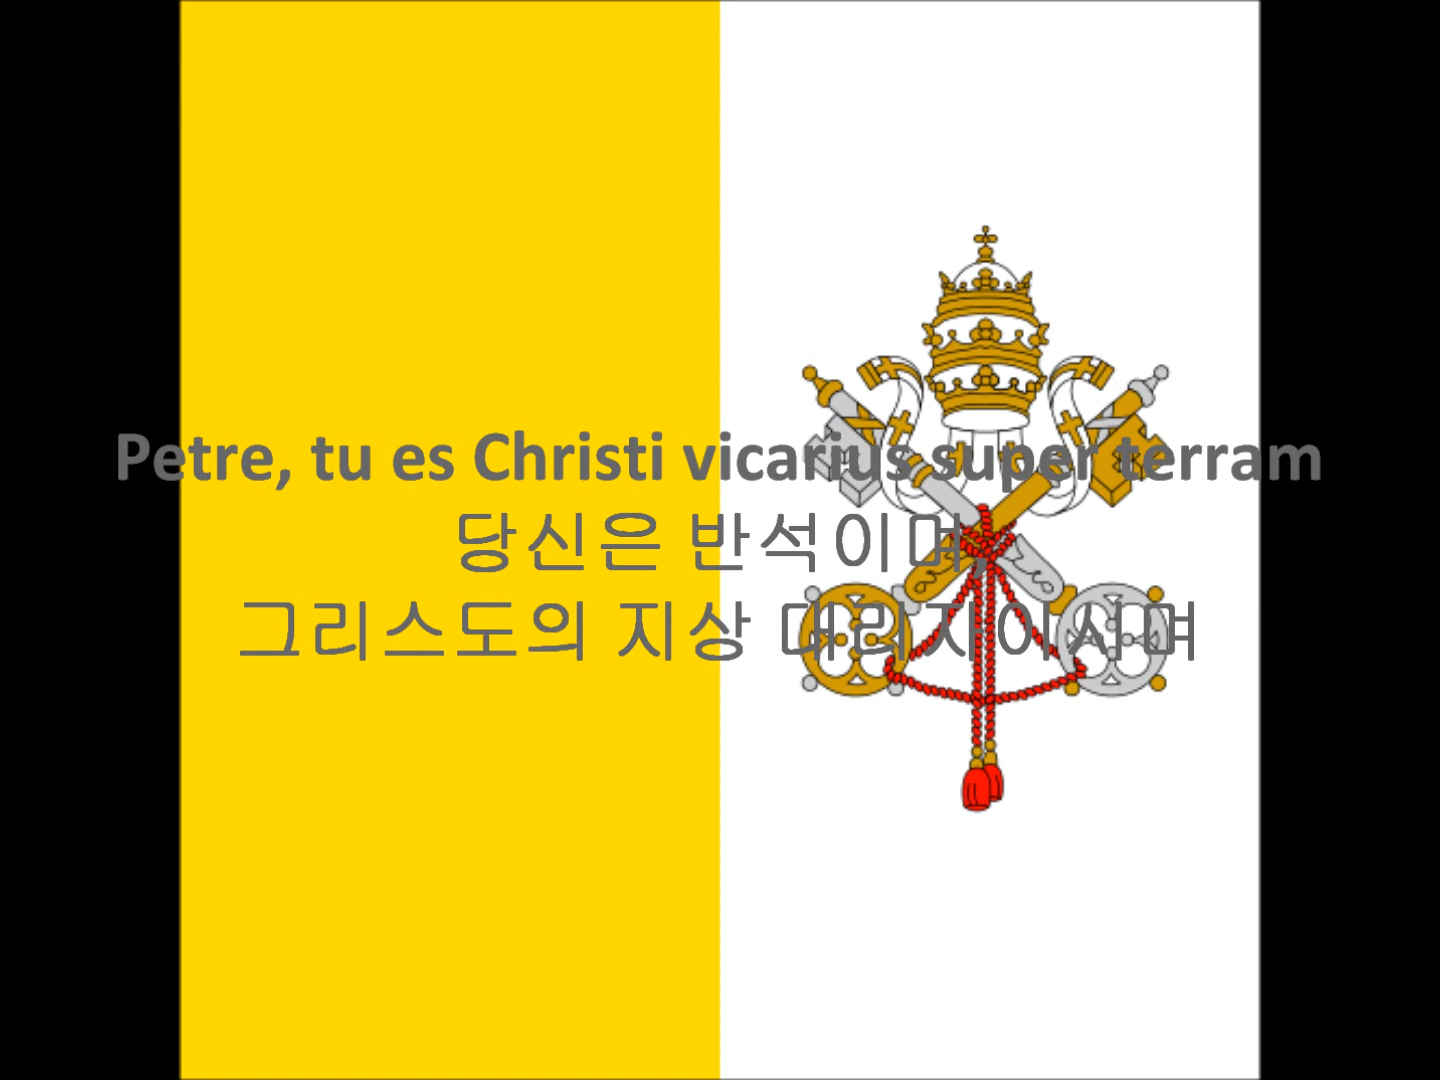 Petre, tu es Christi vicarius super terram
당신은 반석이며,
그리스도의 지상 대리자이시며